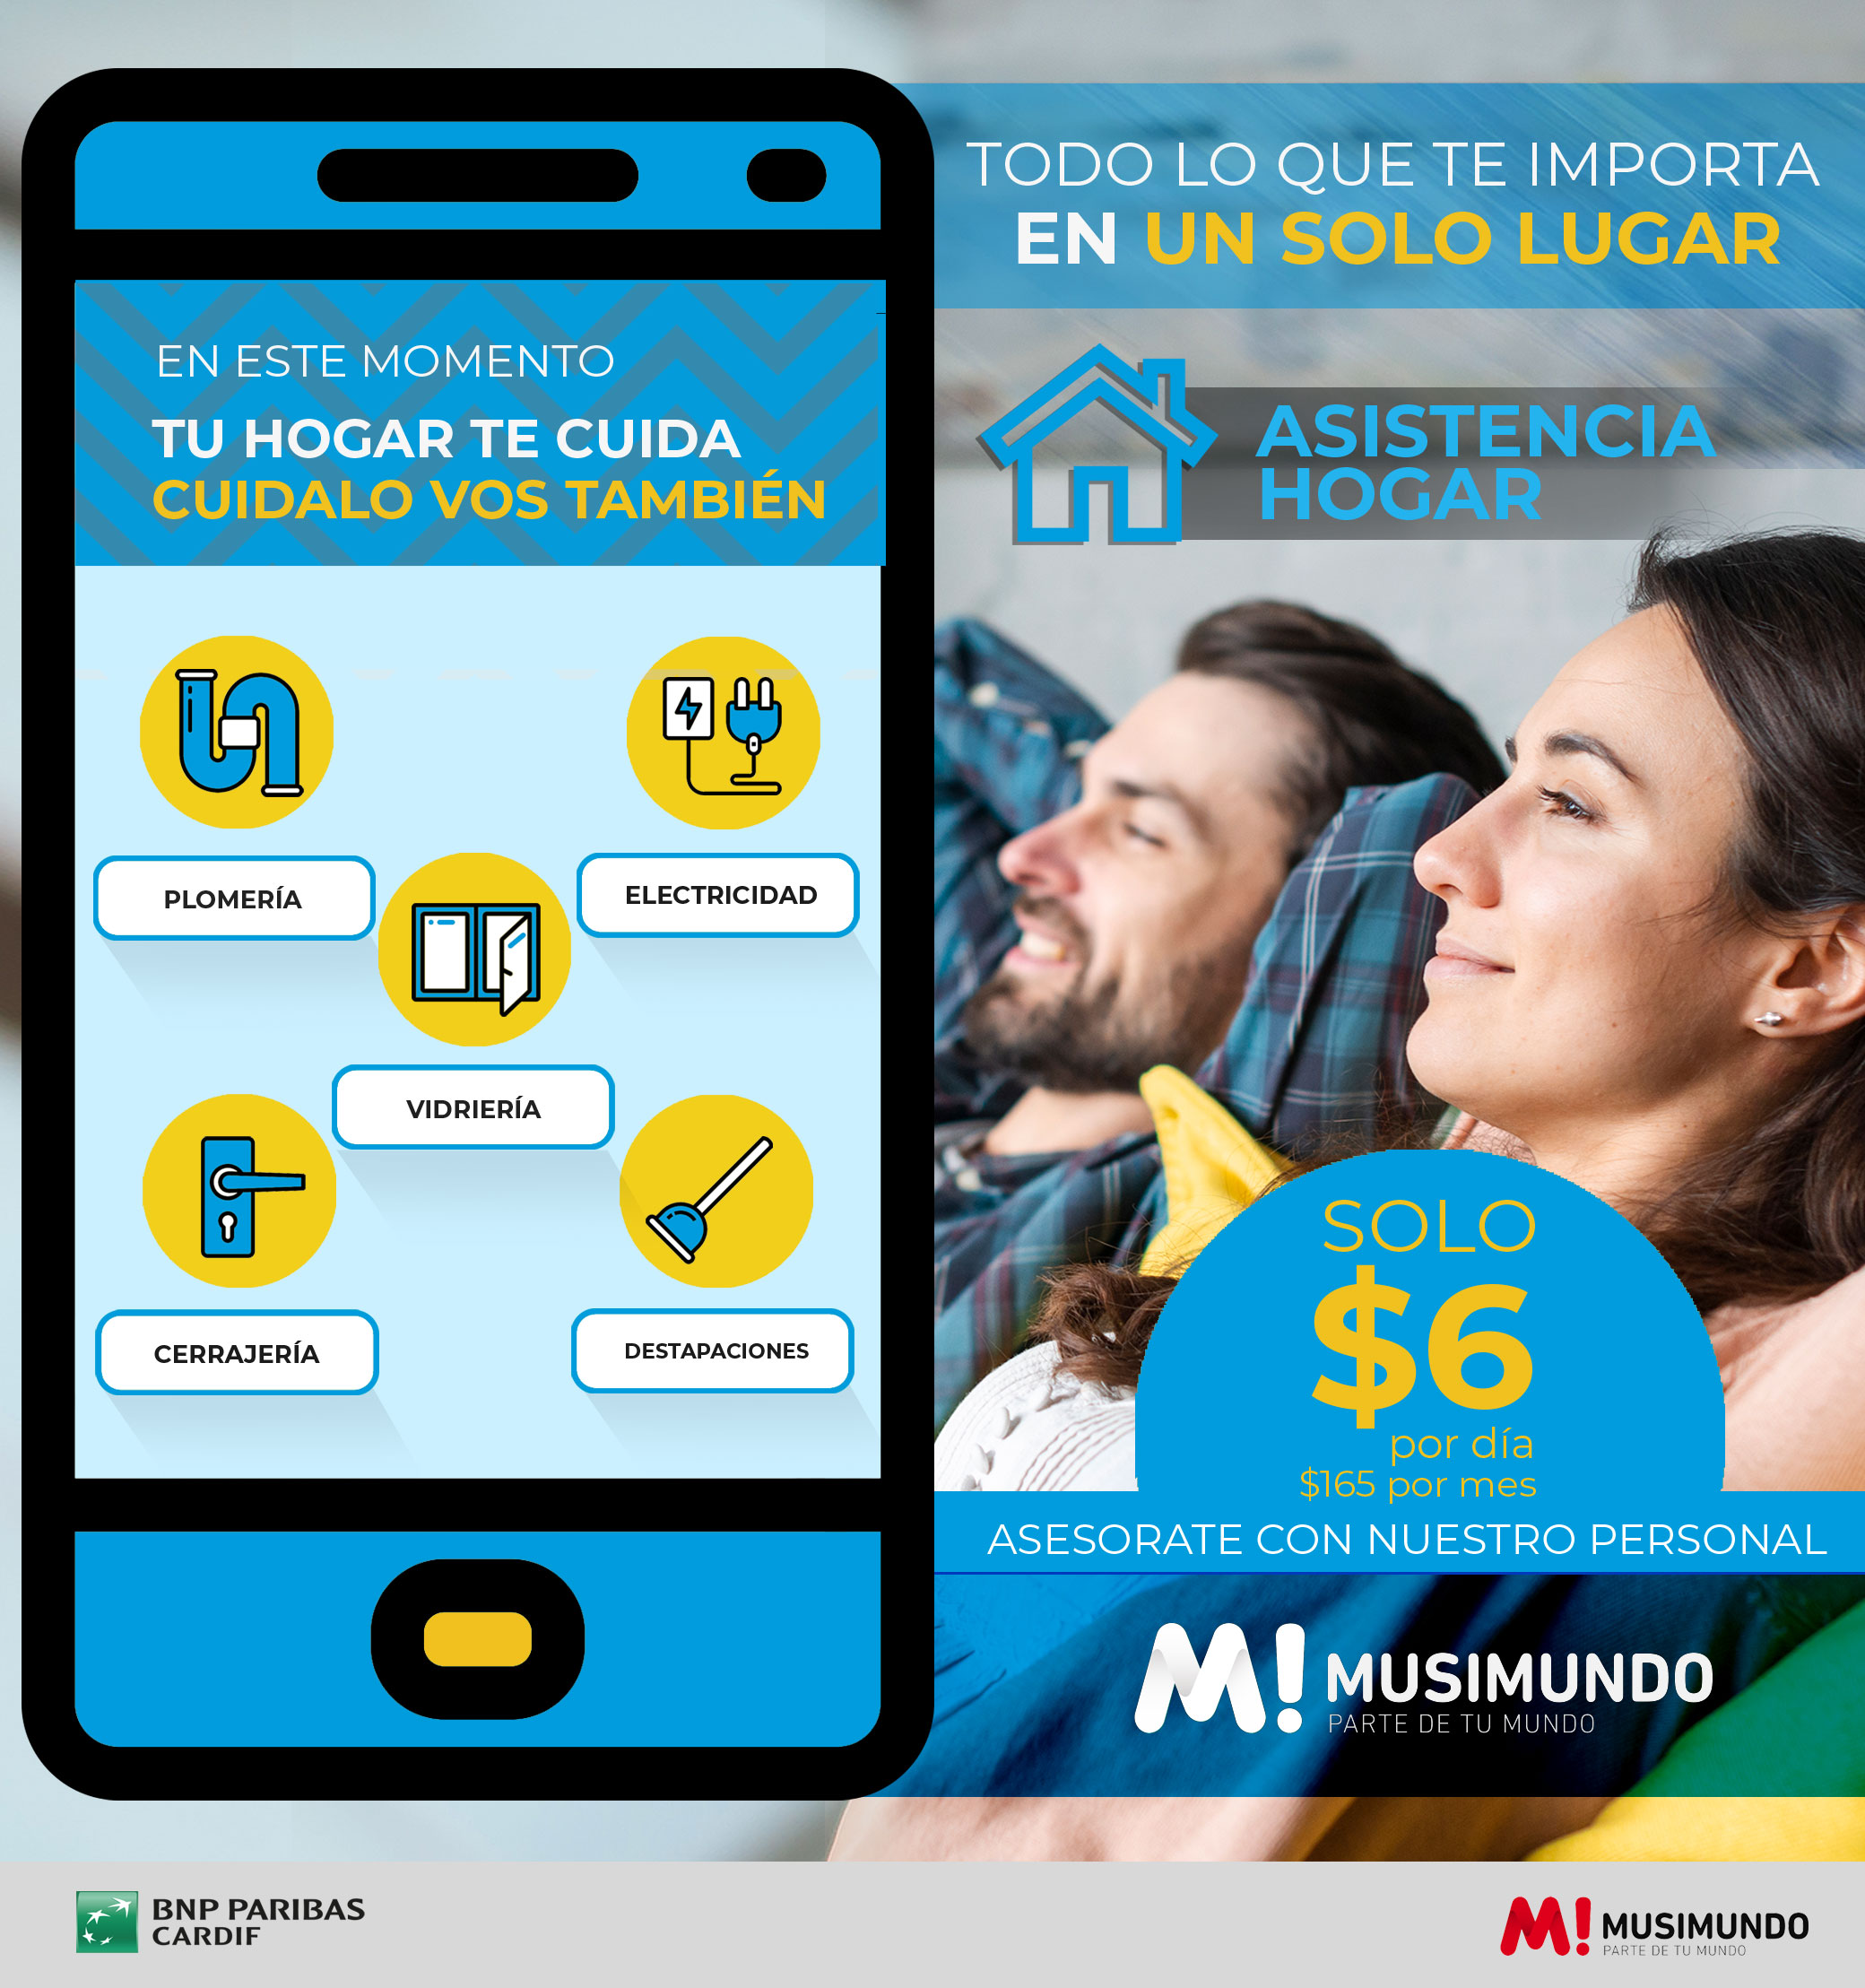 TODO LO QUE TE IMPORTA
EN UN SOLO LUGAR
ASISTENCIA
HOGAR
EN ESTE MOMENTO
TU HOGAR TE CUIDA
CUIDALO VOS TAMBIÉN
PLOMERÍA
ELECTRICIDAD
VIDRIERÍA
CERRAJERÍA
DESTAPACIONES
SOLO
$6
por día
$165 por mes
ASESORATE CON NUESTRO PERSONAL
M! MUSIMUNDO
PARTE DE TU MUNDO
BNP PARIBAS
CARDIF
M! MUSIMUNDO
PARTE DE TU MUNDO